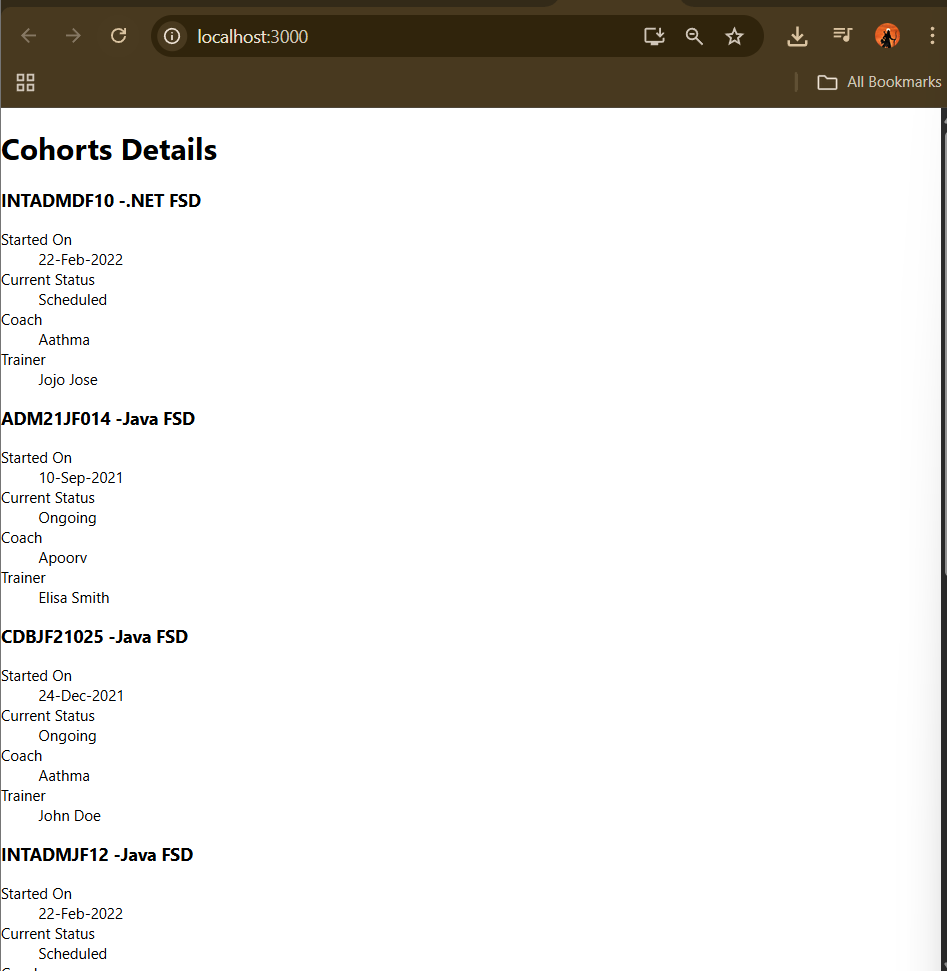 localhost:3000
All Bookmarks
Cohorts Details
INTADMDF10 -.NET FSD
Started On
22-Feb-2022
Current Status
Scheduled
Coach
Aathma
Trainer
Jojo Jose
ADM21JF014 -Java FSD
Started On
10-Sep-2021
Current Status
Ongoing
Coach
Apoorv
Trainer
Elisa Smith
CDBJF21025 -Java FSD
Started On
24-Dec-2021
Current Status
Ongoing
Coach
Aathma
Trainer
John Doe
INTADMJF12 -Java FSD
Started On
22-Feb-2022
Current Status
Scheduled